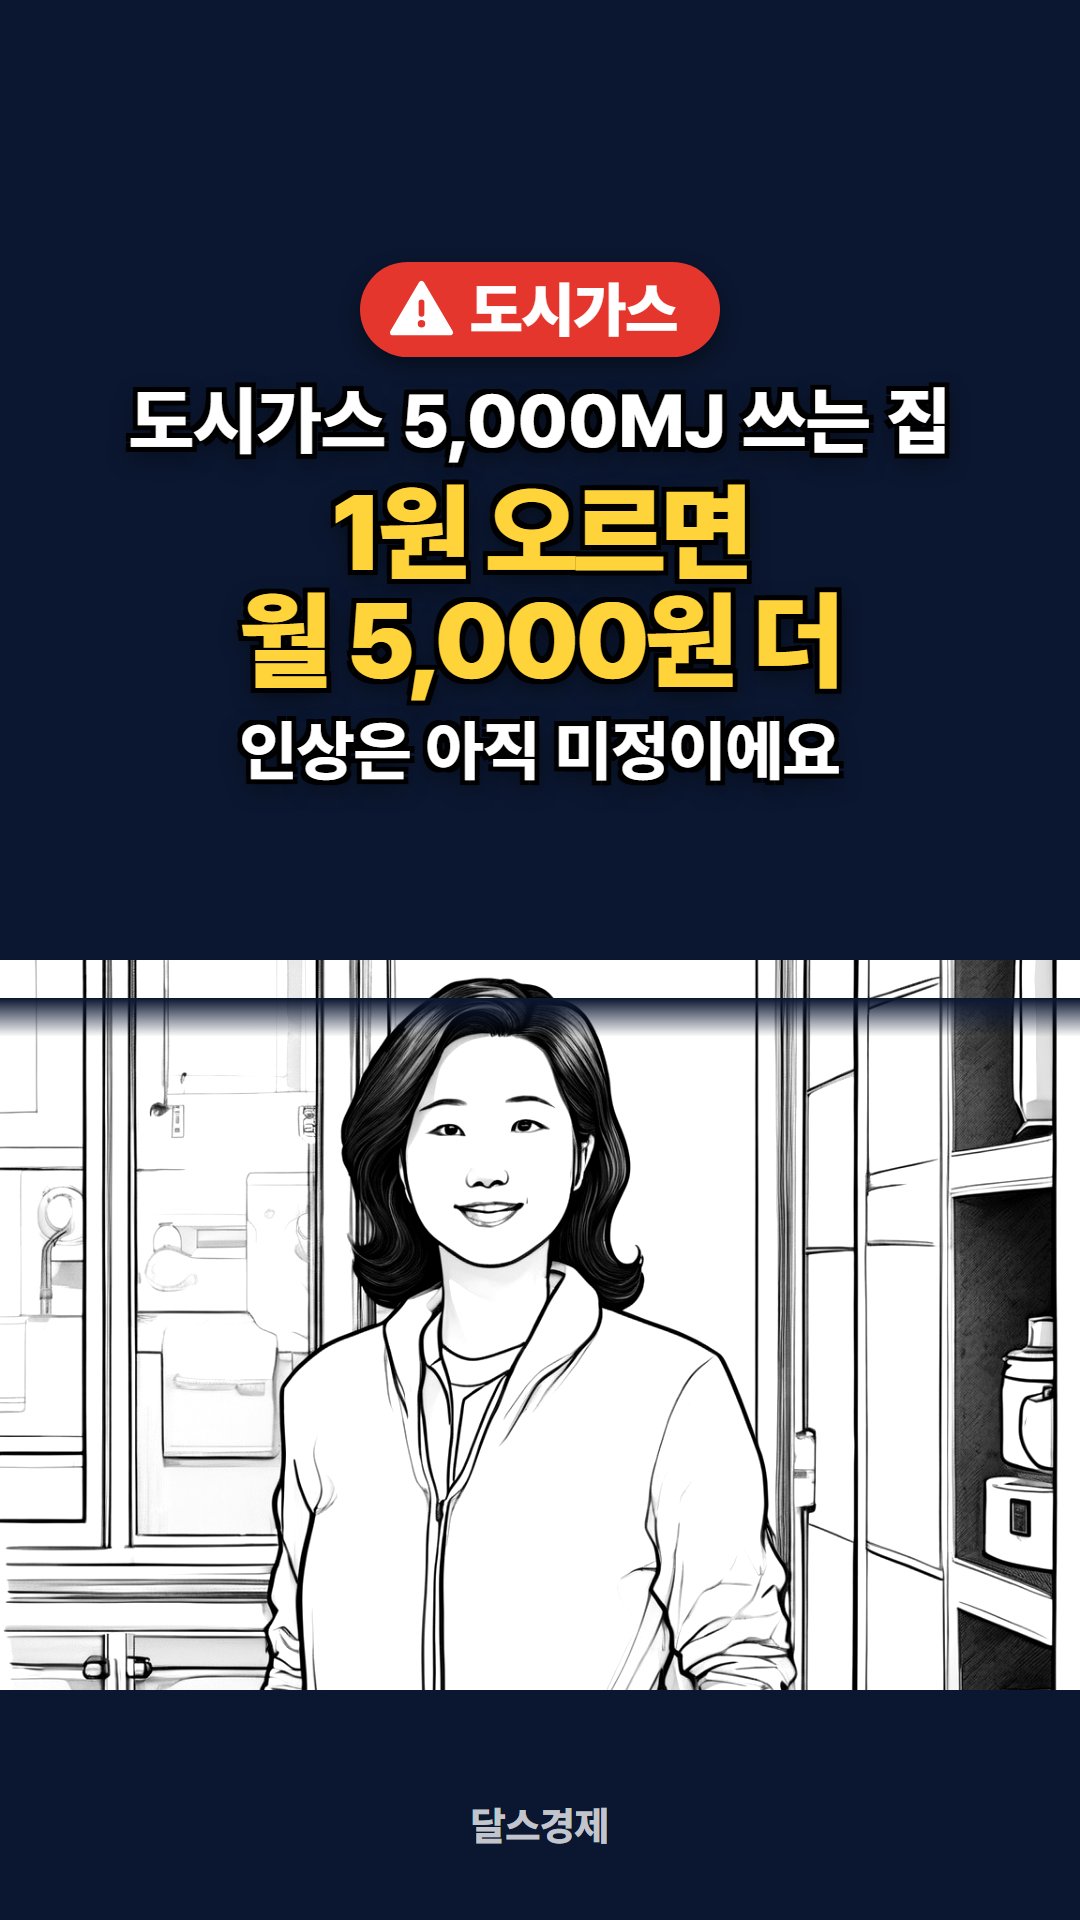 도시가스
도시가스 5,000MJ 쓰는 집
1원 오르면
월 5,000원 더
인상은 아직 미정이에요
달스경제